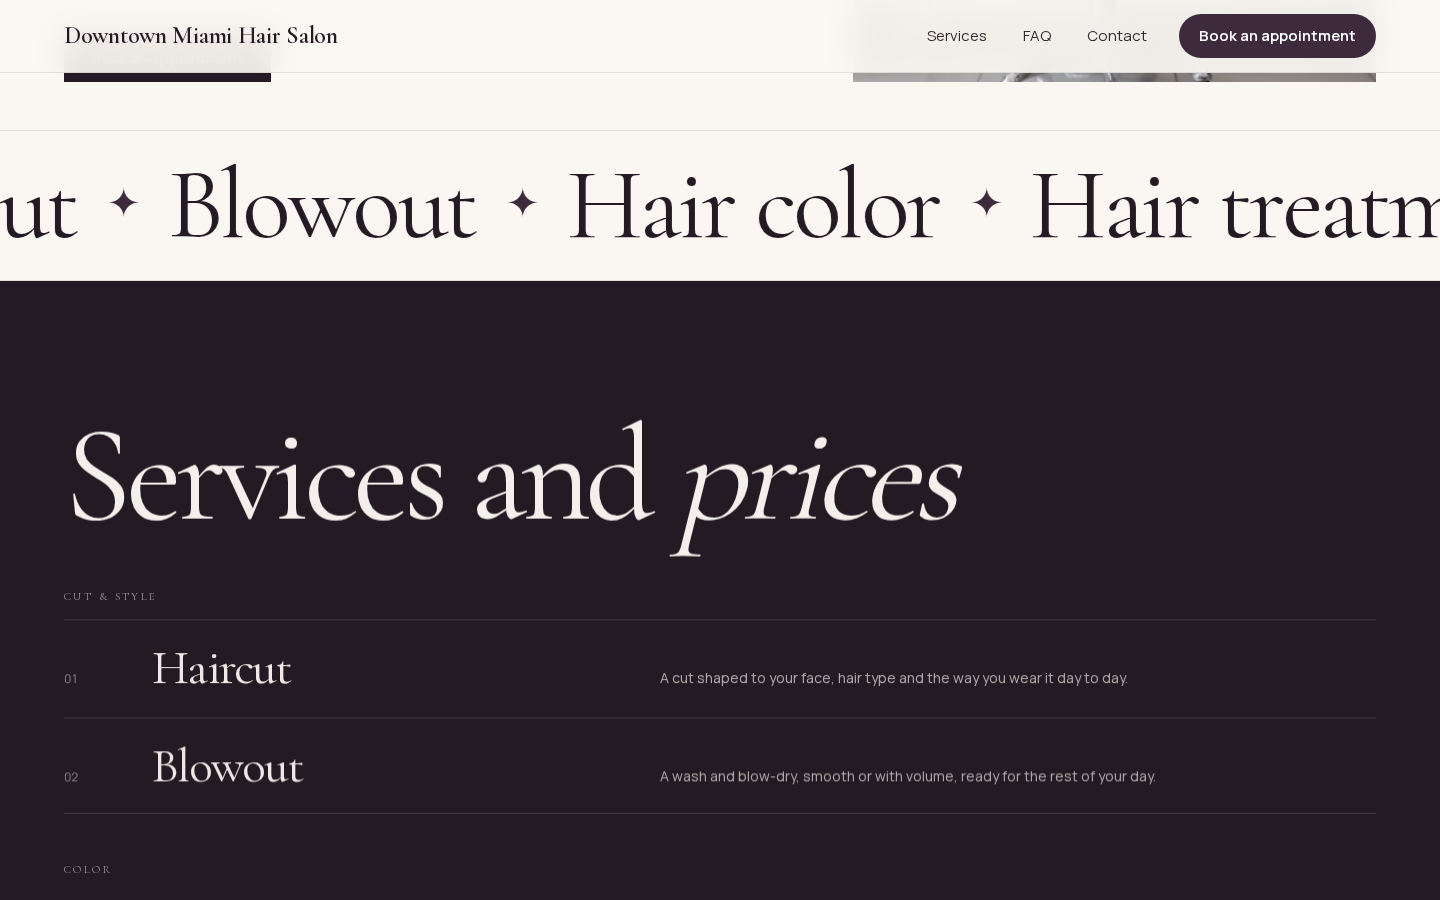 Downtown Miami Hair Salon
Services FAQ Contact Book an appointment
ut ✦ Blowout ✦ Hair color ✦ Hair treatm
Services and prices
CUT & STYLE
01 Haircut A cut shaped to your face, hair type and the way you wear it day to day.
02 Blowout A wash and blow-dry, smooth or with volume, ready for the rest of your day.
COLOR